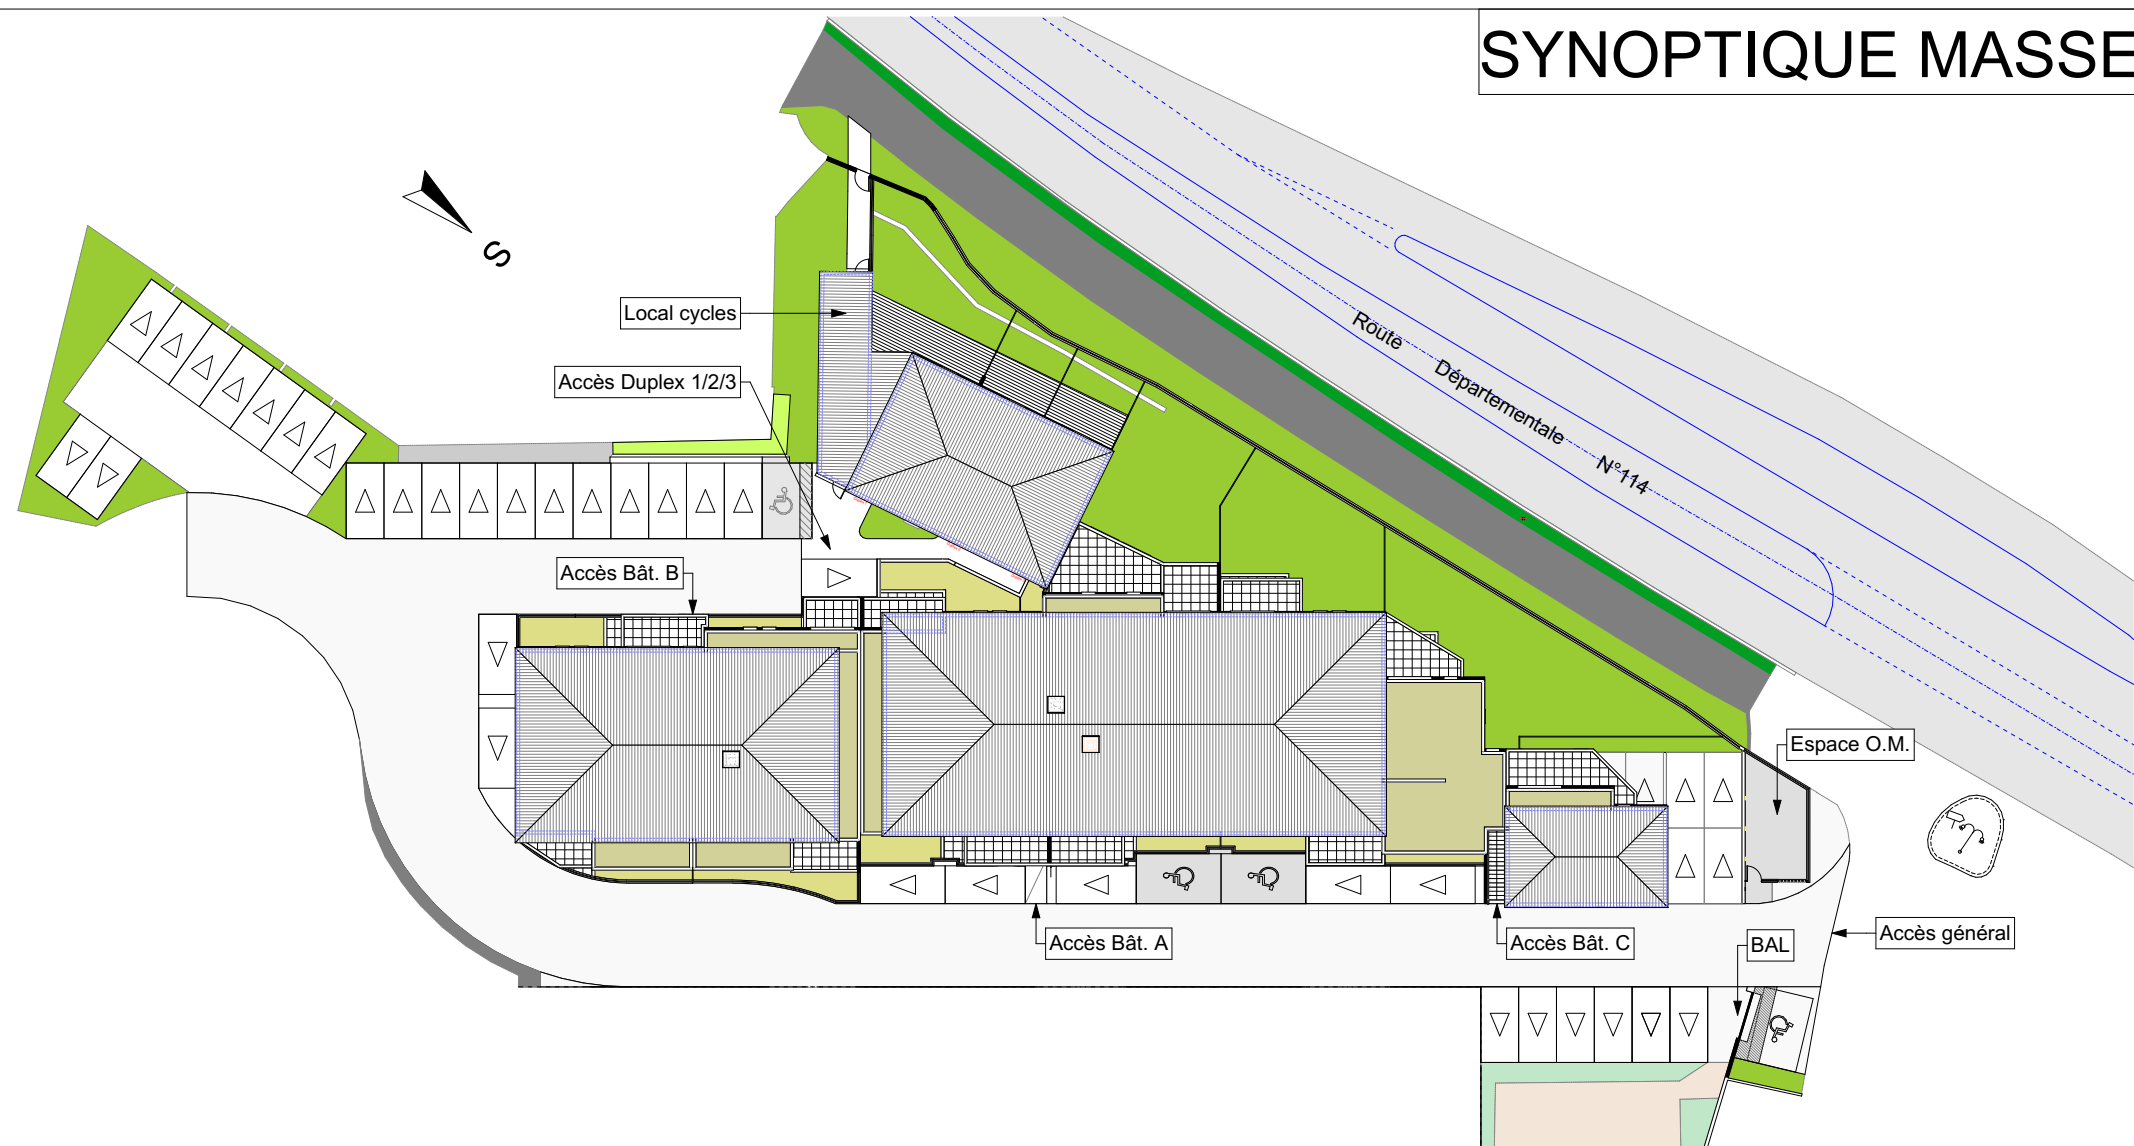 SYNOPTIQUE MASSE
S
Local cycles
Route Départementale N°114
Accès Duplex 1/2/3
Accès Bât. B
Espace O.M.
Accès Bât. A
Accès Bât. C
BAL
Accès général